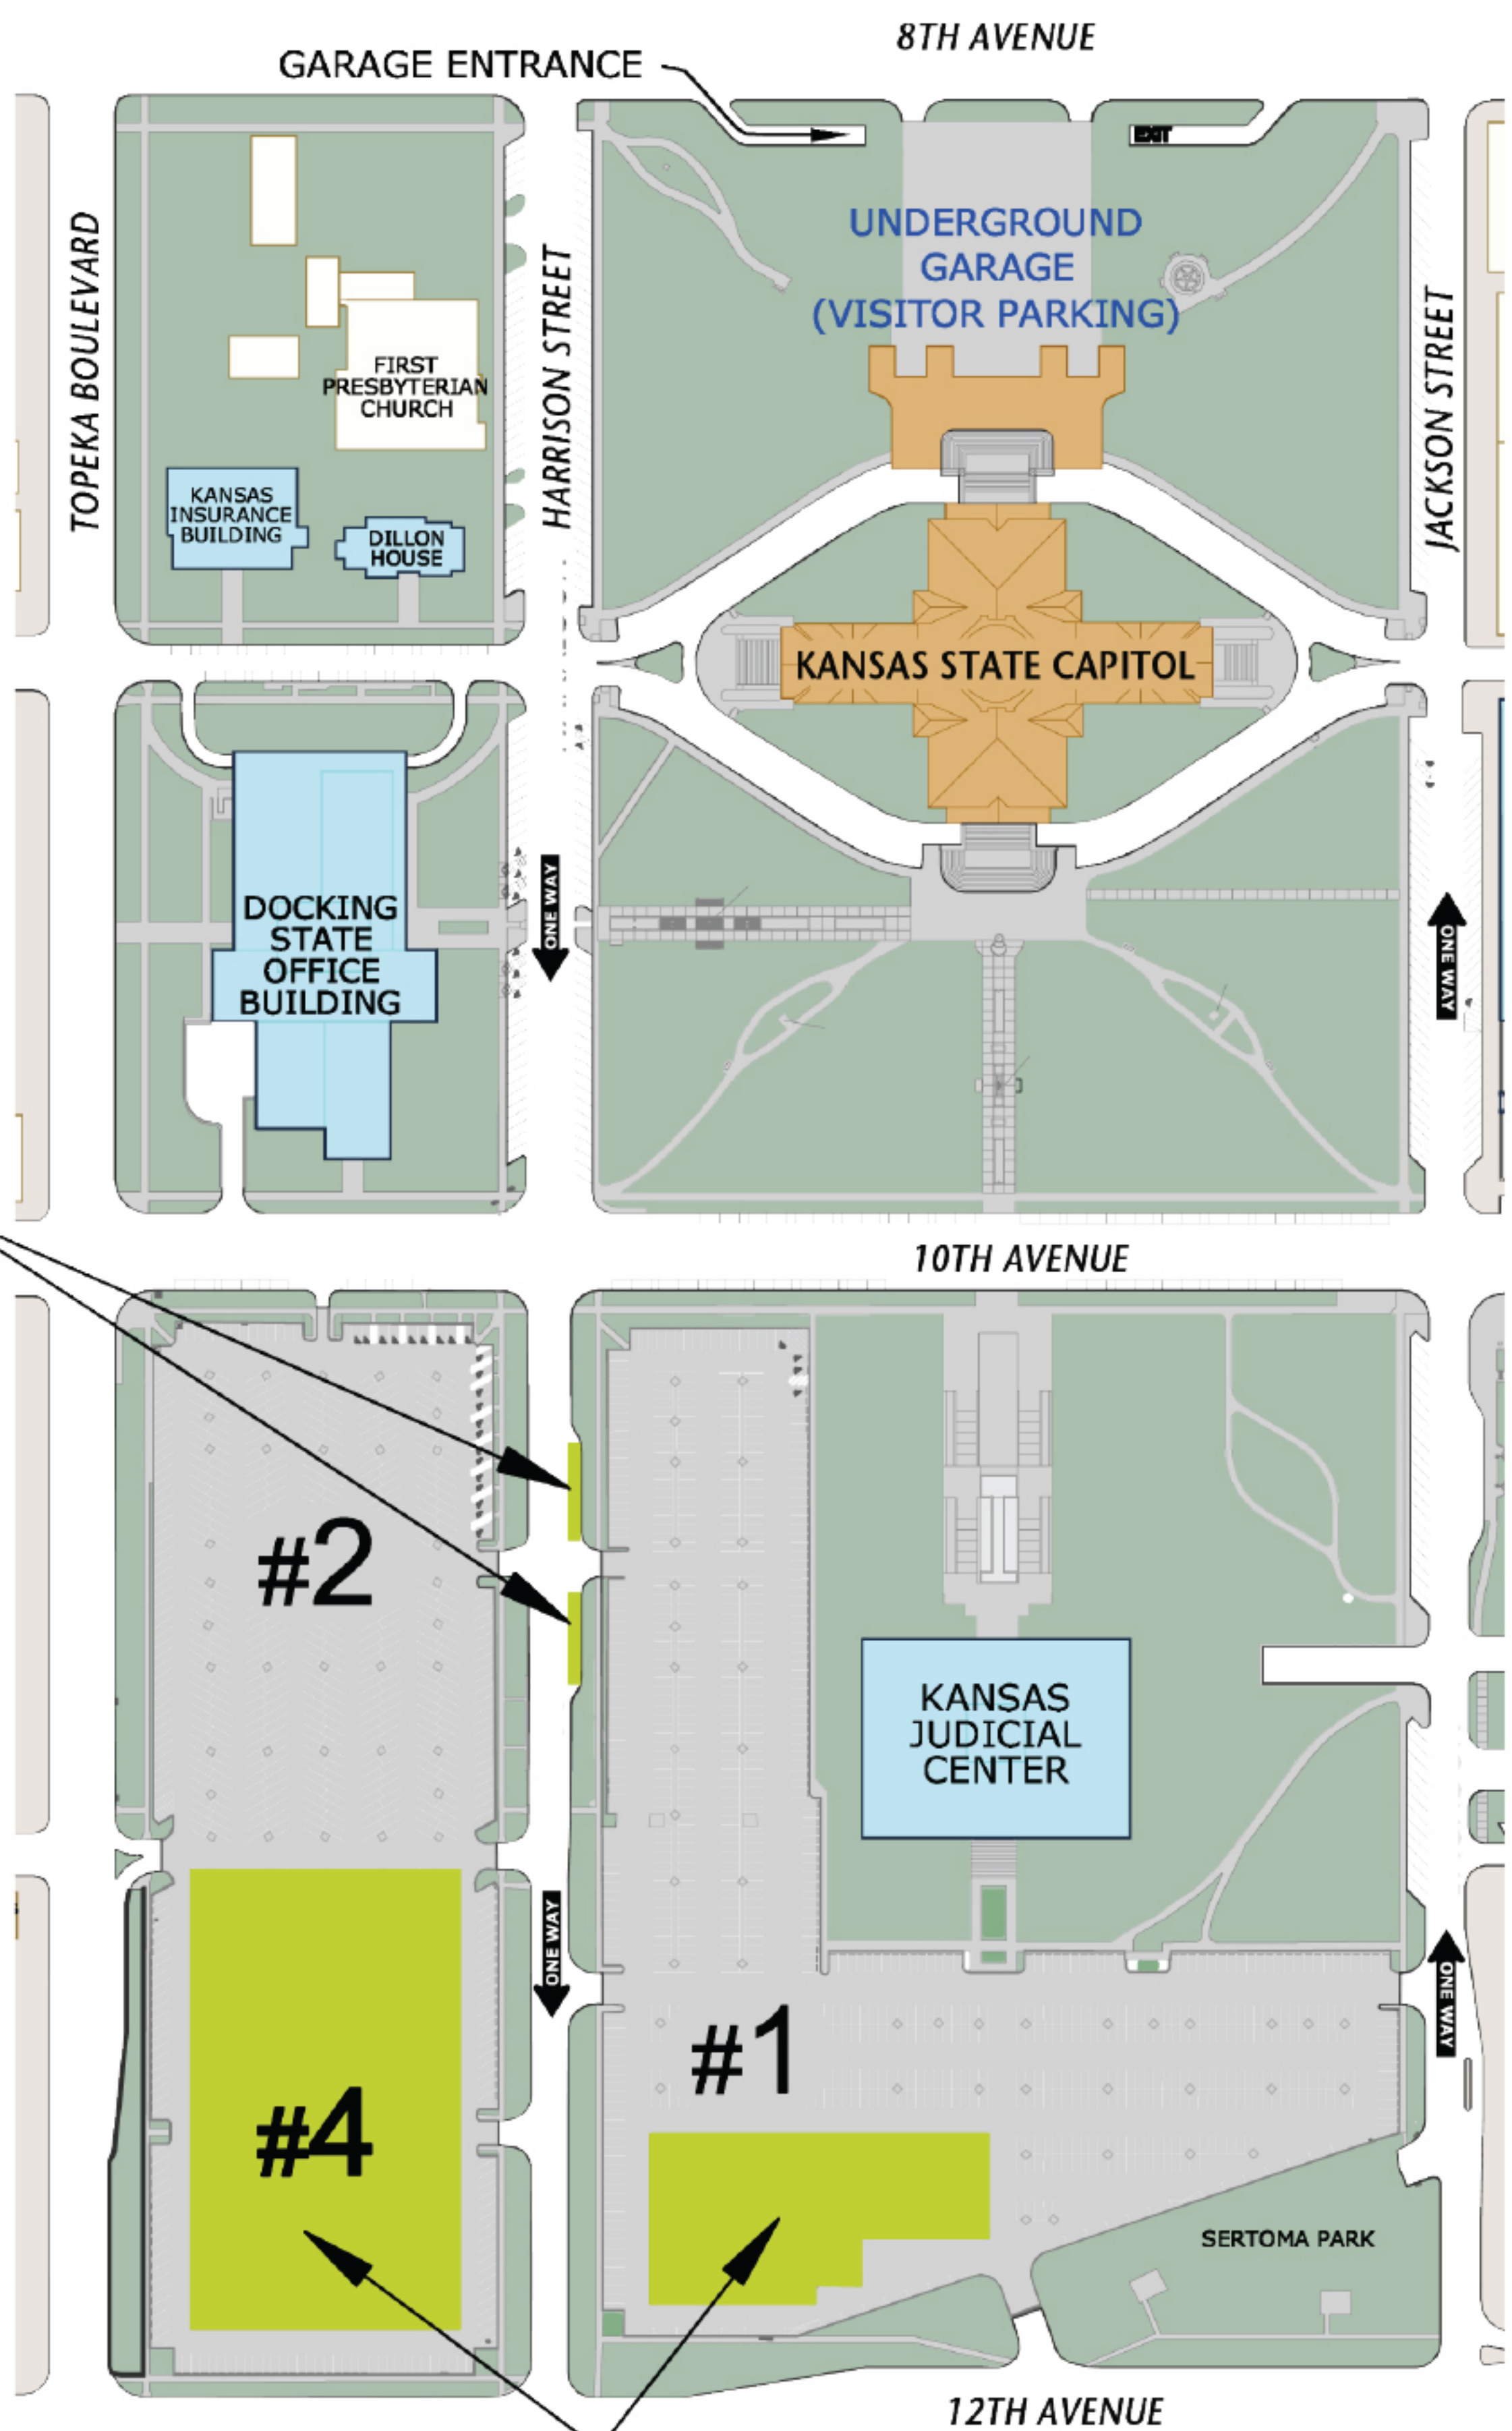 8TH AVENUE
GARAGE ENTRANCE
EXIT
UNDERGROUND
GARAGE
(VISITOR PARKING)
TOPEKA BOULEVARD
HARRISON STREET
JACKSON STREET
FIRST
PRESBYTERIAN
CHURCH
KANSAS
INSURANCE
BUILDING
DILLON
HOUSE
KANSAS STATE CAPITOL
DOCKING
STATE
OFFICE
BUILDING
ONE WAY
ONE WAY
10TH AVENUE
#2
KANSAS
JUDICIAL
CENTER
ONE WAY
ONE WAY
#1
#4
SERTOMA PARK
12TH AVENUE